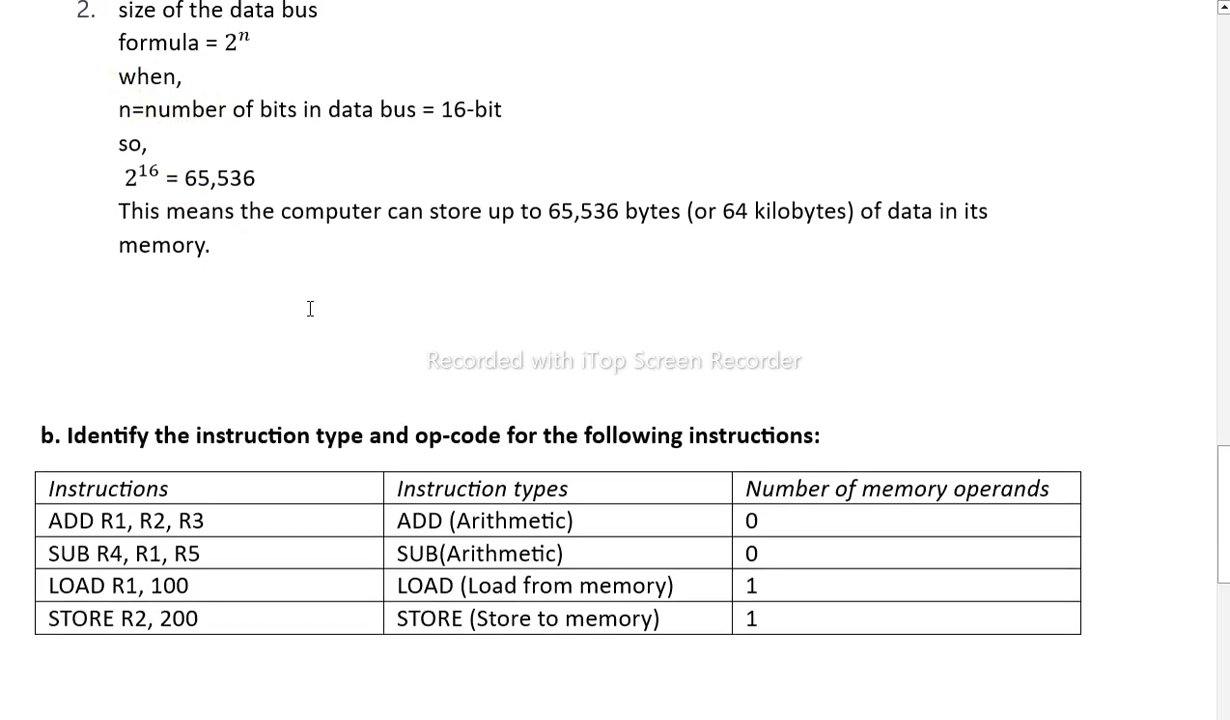 2. size of the data bus
formula = 2ⁿ
when,
n=number of bits in data bus = 16-bit
so,
2¹⁶ = 65,536
This means the computer can store up to 65,536 bytes (or 64 kilobytes) of data in its
memory.
Recorded with iTop Screen Recorder
b. Identify the instruction type and op-code for the following instructions:
Instructions Instruction types Number of memory operands
ADD R1, R2, R3 ADD (Arithmetic) 0
SUB R4, R1, R5 SUB(Arithmetic) 0
LOAD R1, 100 LOAD (Load from memory) 1
STORE R2, 200 STORE (Store to memory) 1